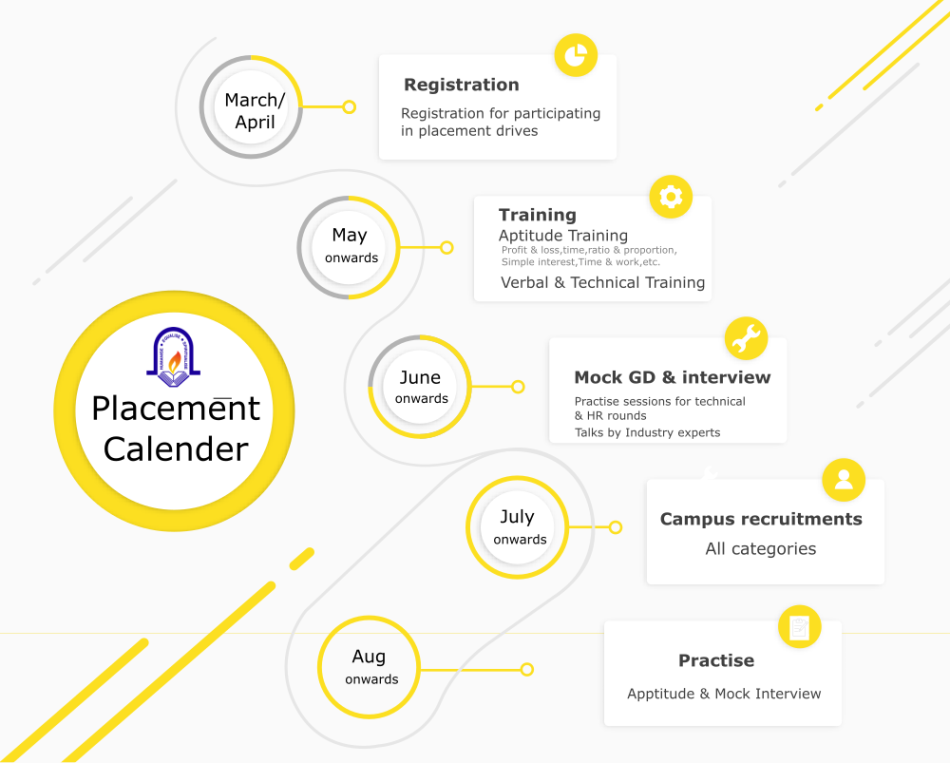 Placement
Calender
March/
April
Registration
Registration for participating
in placement drives
May
onwards
Training
Aptitude Training
Profit & loss,time,ratio & proportion,
Simple interest,Time & work,etc.
Verbal & Technical Training
June
onwards
Mock GD & interview
Practise sessions for technical
& HR rounds
Talks by Industry experts
July
onwards
Campus recruitments
All categories
Aug
onwards
Practise
Apptitude & Mock Interview